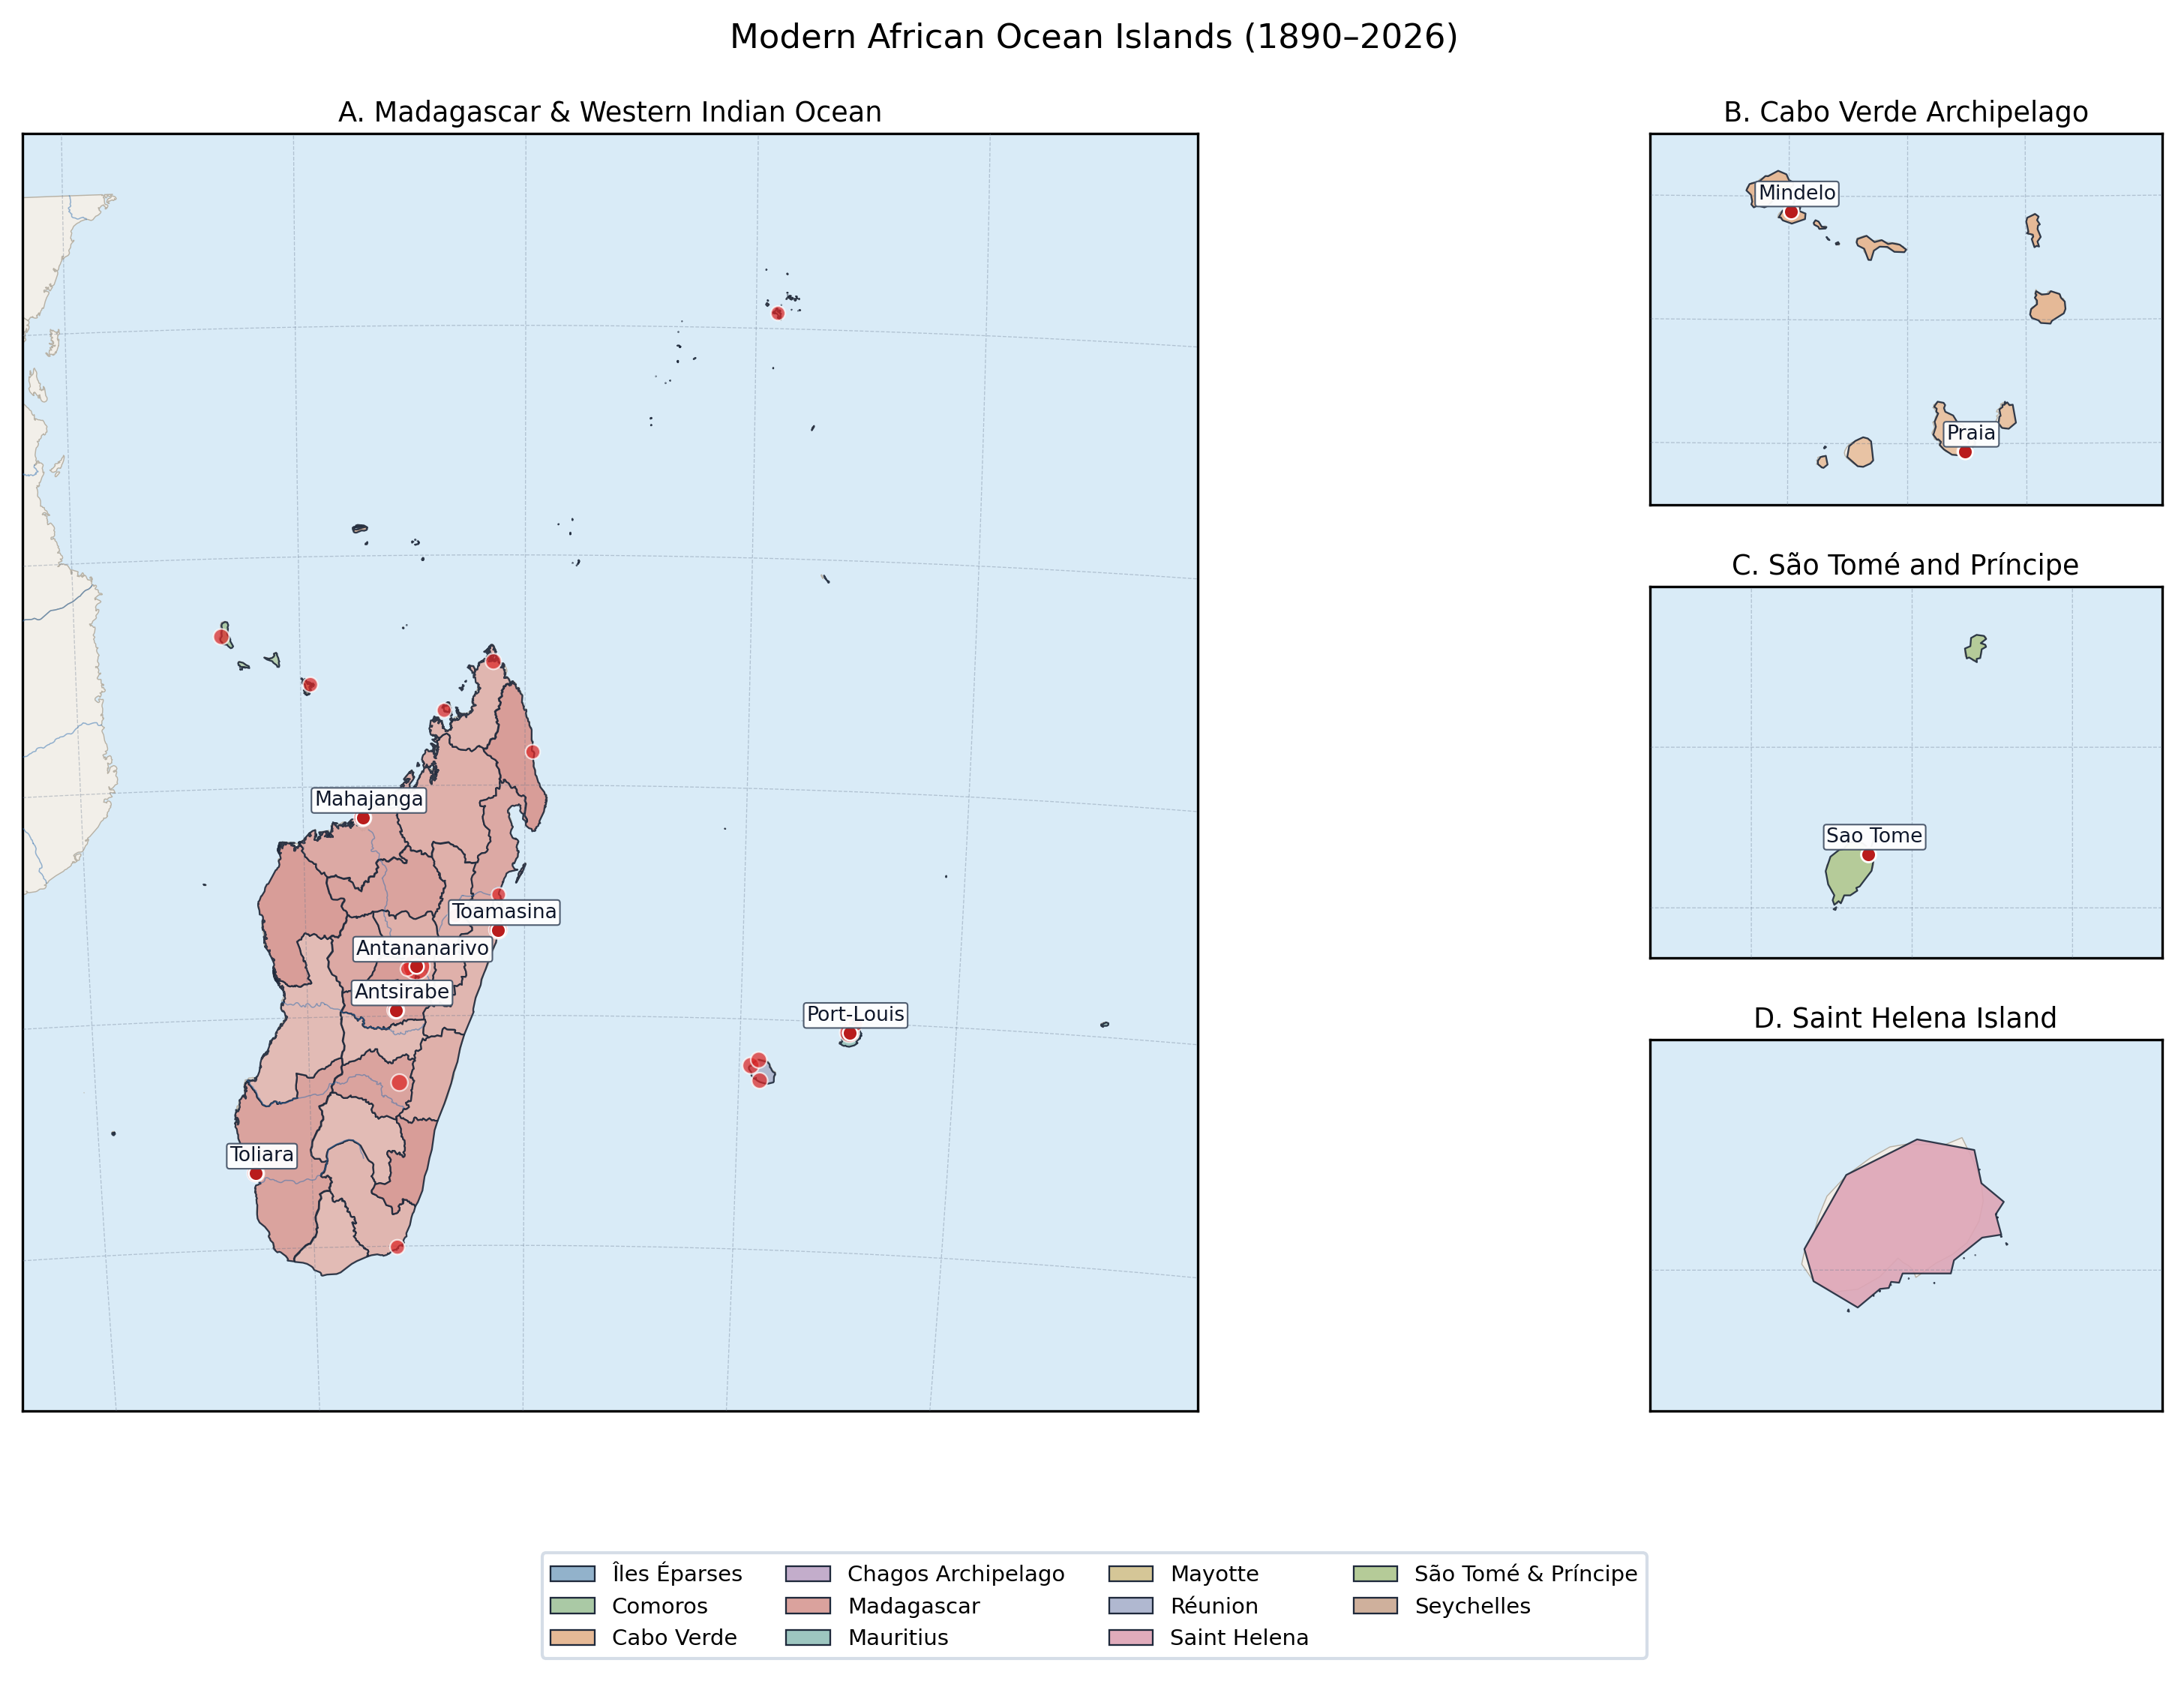 Modern African Ocean Islands (1890–2026)
A. Madagascar & Western Indian Ocean
Mahajanga
Toamasina
Antananarivo
Antsirabe
Port-Louis
Toliara
B. Cabo Verde Archipelago
Mindelo
Praia
C. São Tomé and Príncipe
Sao Tome
D. Saint Helena Island
Îles Éparses
Comoros
Cabo Verde
Chagos Archipelago
Madagascar
Mauritius
Mayotte
Réunion
Saint Helena
São Tomé & Príncipe
Seychelles